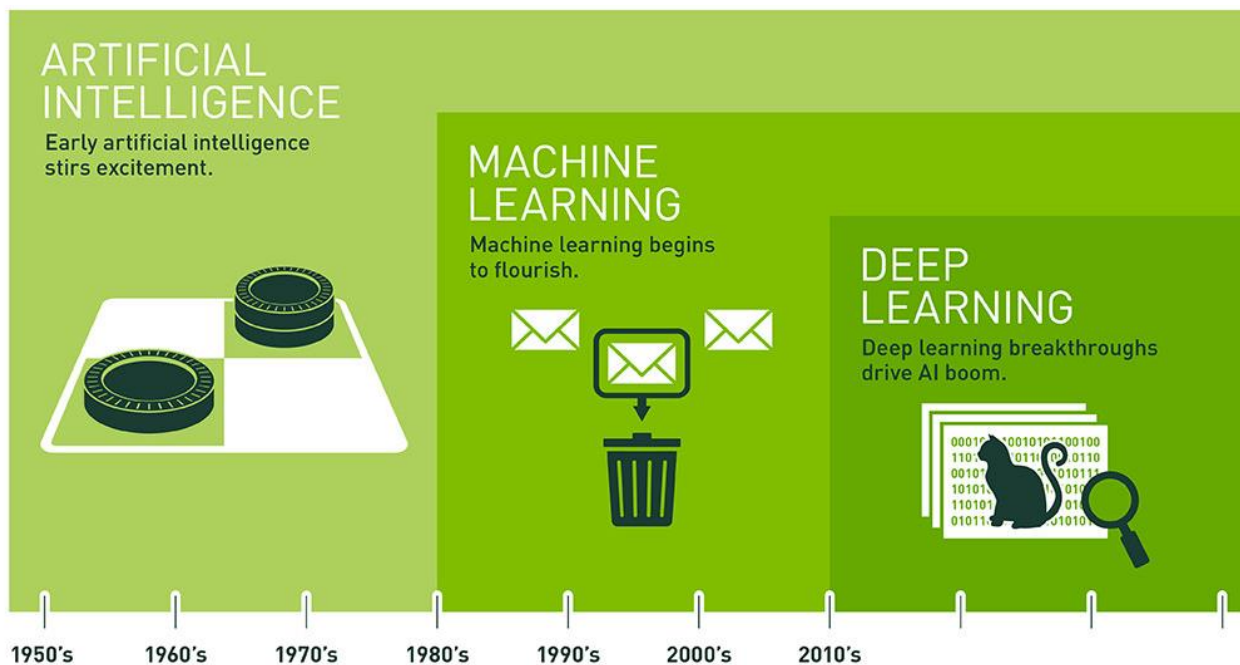 ARTIFICIAL
INTELLIGENCE
Early artificial intelligence
stirs excitement.
MACHINE
LEARNING
Machine learning begins
to flourish.
DEEP
LEARNING
Deep learning breakthroughs
drive AI boom.
1950's 1960's 1970's 1980's 1990's 2000's 2010's